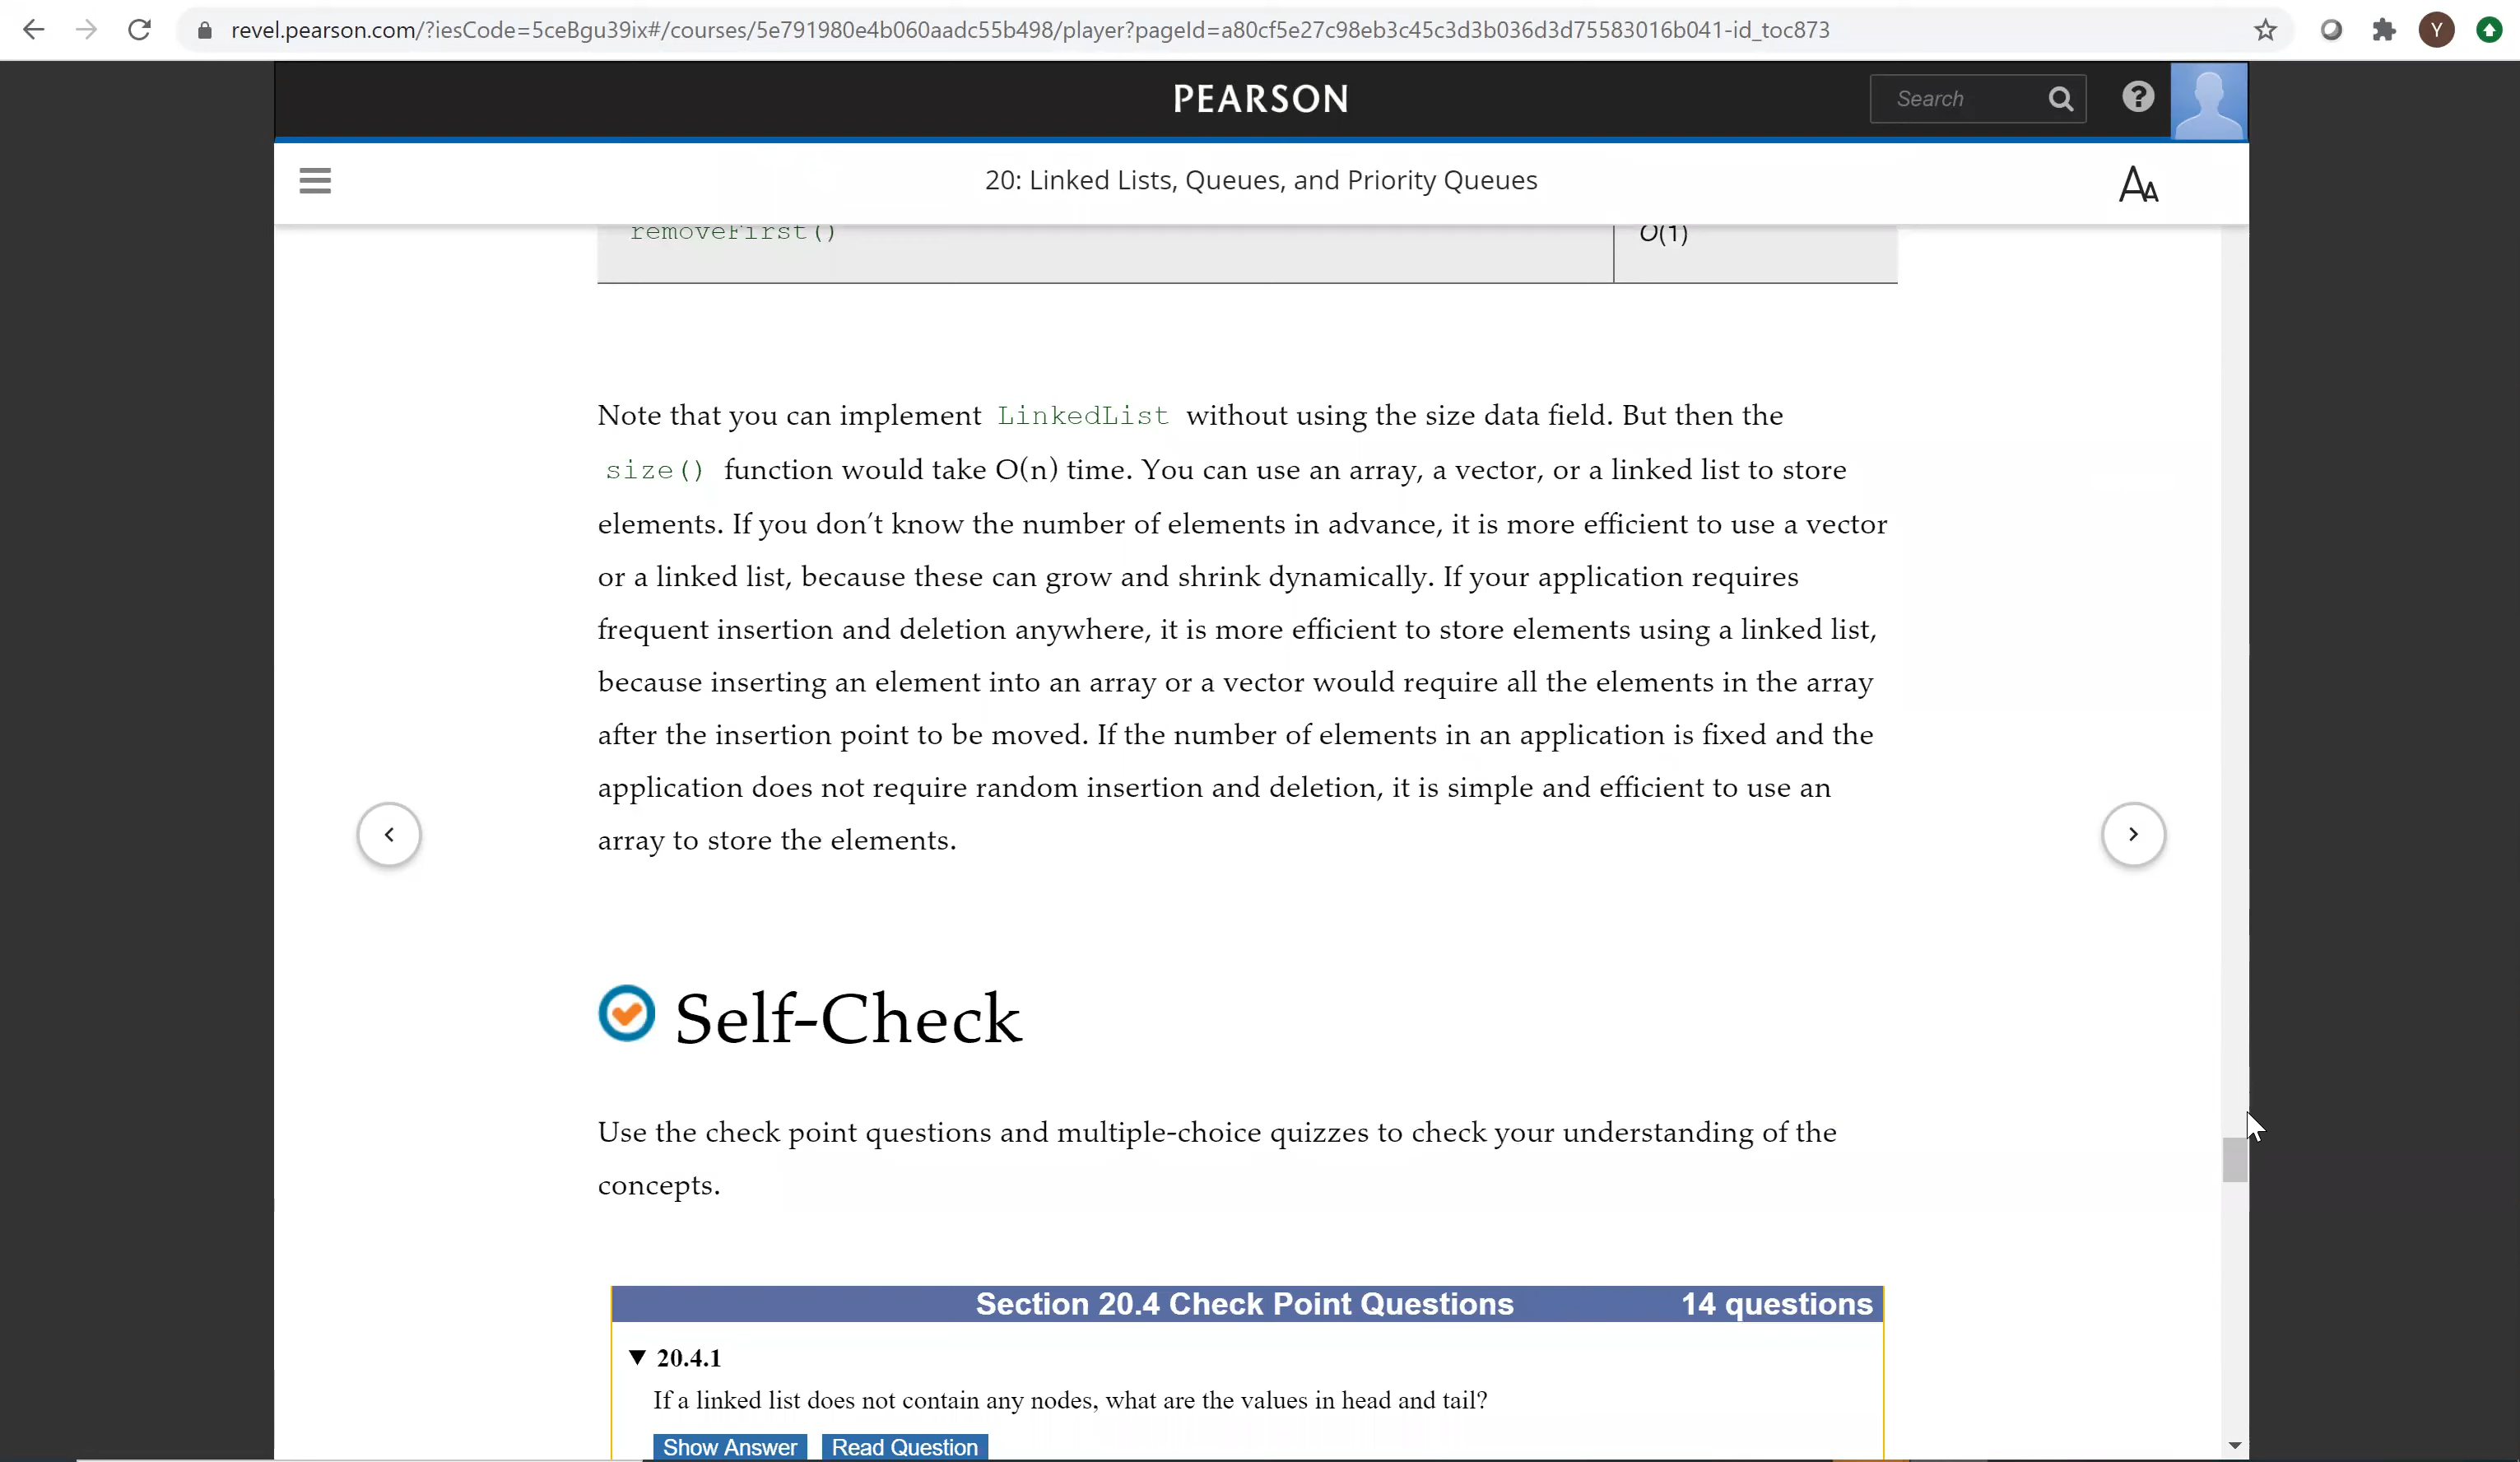 revel.pearson.com/?iesCode=5ceBgu39ix#/courses/5e791980e4b060aadc55b498/player?pageId=a80cf5e27c98eb3c45c3d3b036d3d75583016b041-id_toc873
Y
PEARSON
Search
?
20: Linked Lists, Queues, and Priority Queues
AA
removeFirst() O(1)
Note that you can implement LinkedList without using the size data field. But then the
size() function would take O(n) time. You can use an array, a vector, or a linked list to store
elements. If you don't know the number of elements in advance, it is more efficient to use a vector
or a linked list, because these can grow and shrink dynamically. If your application requires
frequent insertion and deletion anywhere, it is more efficient to store elements using a linked list,
because inserting an element into an array or a vector would require all the elements in the array
after the insertion point to be moved. If the number of elements in an application is fixed and the
application does not require random insertion and deletion, it is simple and efficient to use an
array to store the elements.
Self-Check
Use the check point questions and multiple-choice quizzes to check your understanding of the
concepts.
Section 20.4 Check Point Questions 14 questions
▼ 20.4.1
If a linked list does not contain any nodes, what are the values in head and tail?
Show Answer Read Question